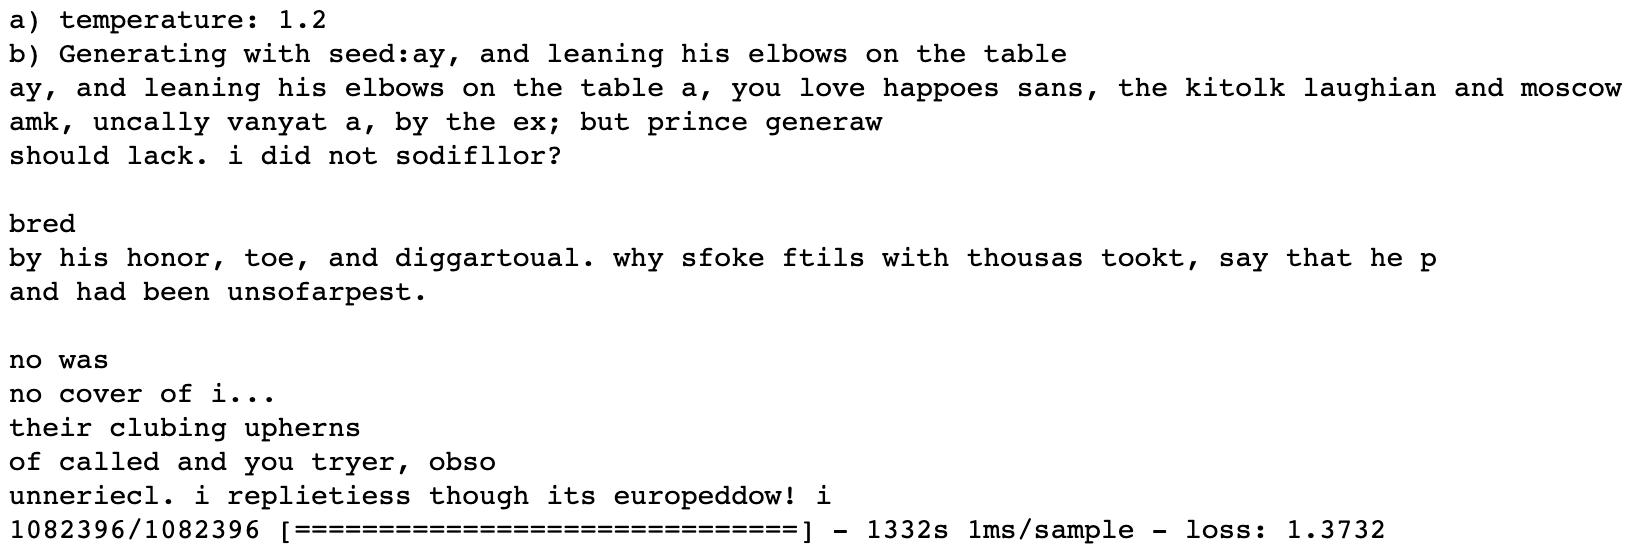 a) temperature: 1.2
b) Generating with seed:ay, and leaning his elbows on the table
ay, and leaning his elbows on the table a, you love happoes sans, the kitolk laughian and moscow
amk, uncally vanyat a, by the ex; but prince generaw
should lack. i did not sodifllor?
bred
by his honor, toe, and diggartoual. why sfoke ftils with thousas tookt, say that he p
and had been unsofarpest.
no was
no cover of i...
their clubing upherns
of called and you tryer, obso
unneriecl. i replietiess though its europeddow! i
1082396/1082396 [==============================] - 1332s 1ms/sample - loss: 1.3732